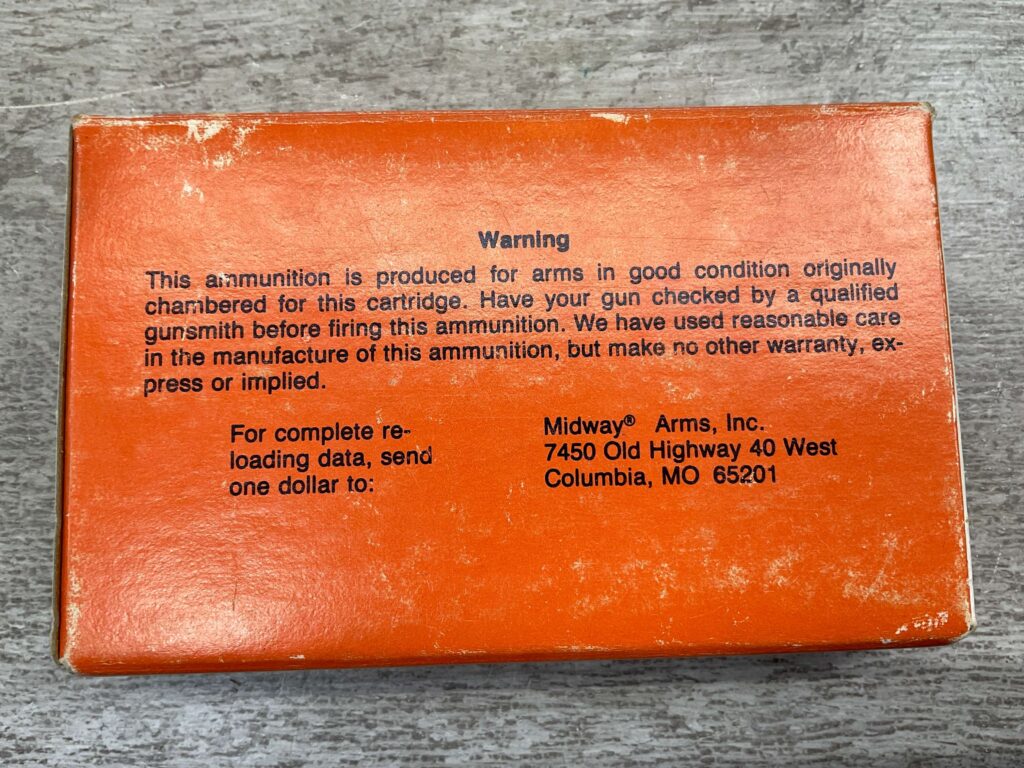 Warning
This ammunition is produced for arms in good condition originally
chambered for this cartridge. Have your gun checked by a qualified
gunsmith before firing this ammunition. We have used reasonable care
in the manufacture of this ammunition, but make no other warranty, ex-
press or implied.
For complete re-
loading data, send
one dollar to:
Midway® Arms, Inc.
7450 Old Highway 40 West
Columbia, MO 65201